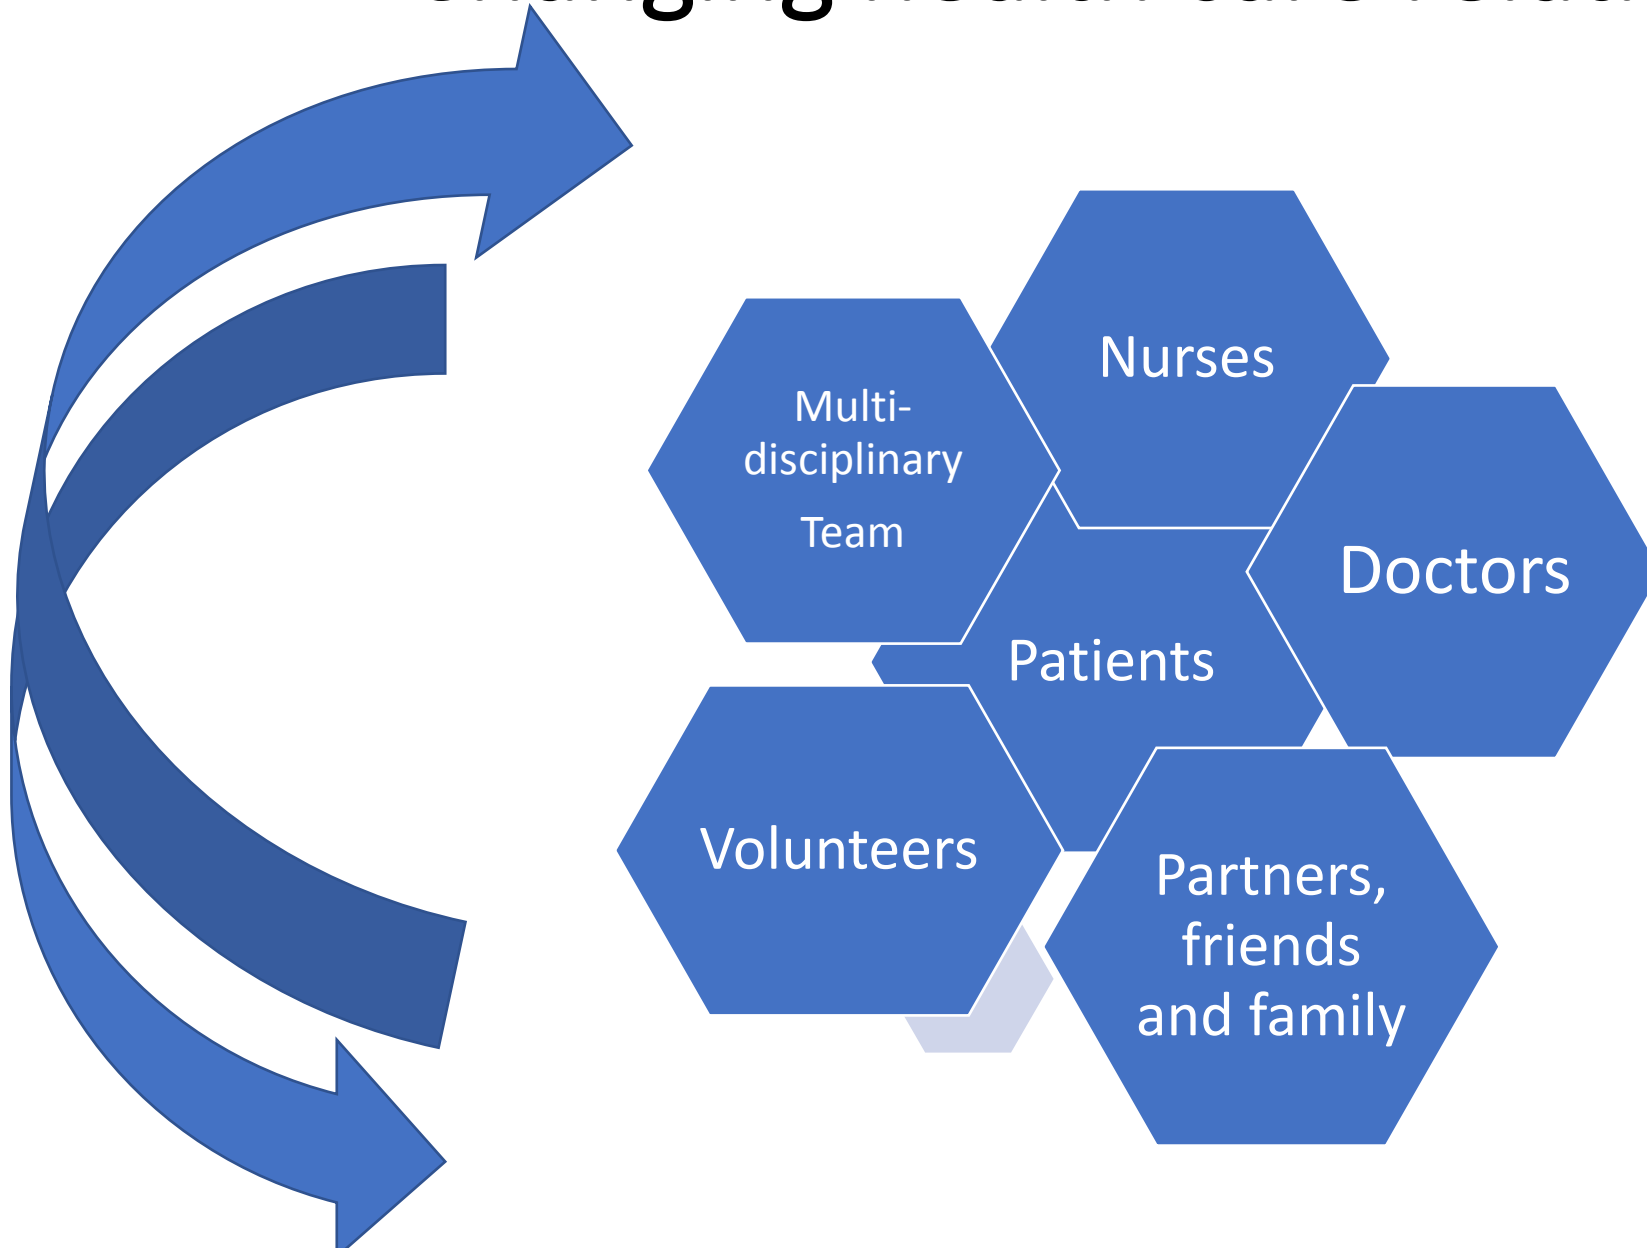 Nurses
Multi-
disciplinary
Team
Doctors
Patients
Volunteers
Partners,
friends
and family